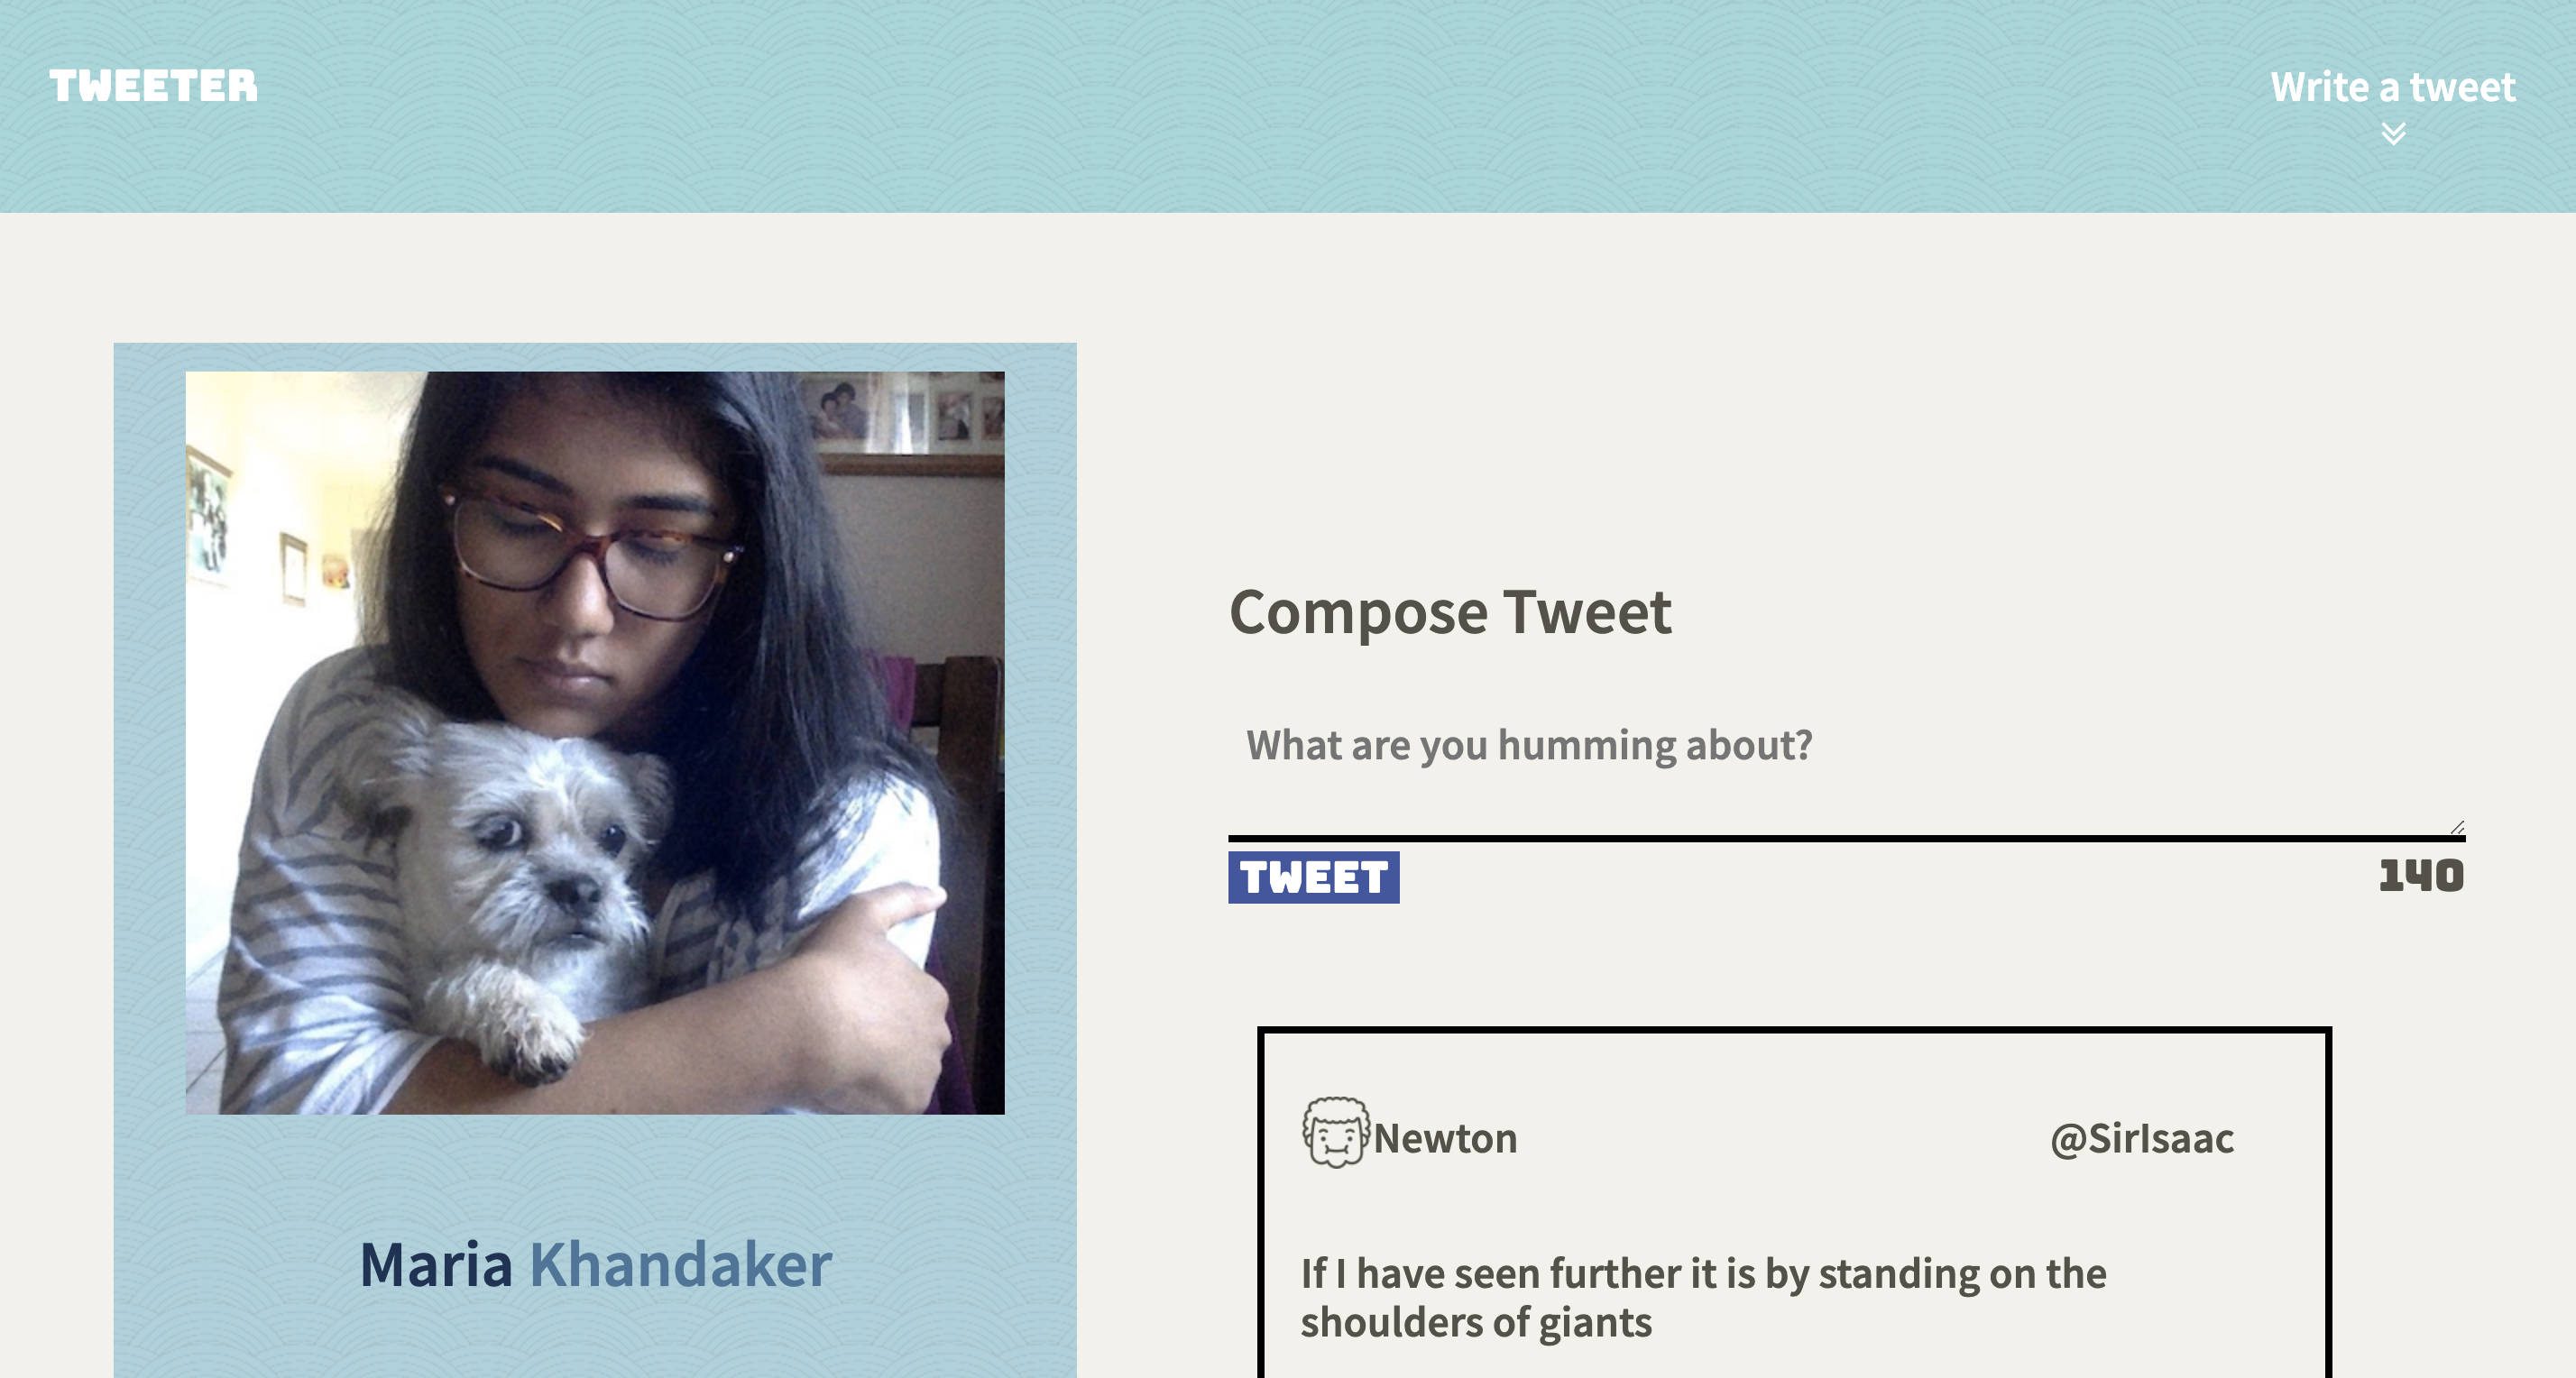 TWEETER
Write a tweet
Compose Tweet
What are you humming about?
TWEET
140
Maria Khandaker
Newton
@SirIsaac
If I have seen further it is by standing on the
shoulders of giants